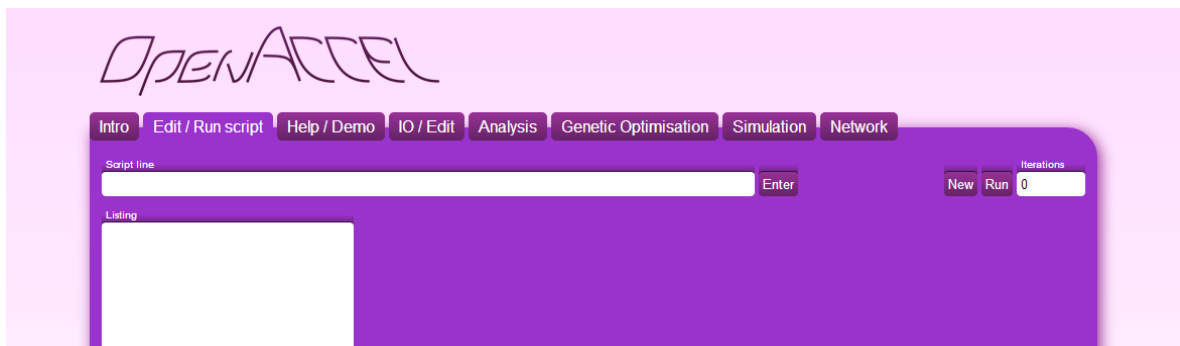 OpenAccel
Intro Edit / Run script Help / Demo IO / Edit Analysis Genetic Optimisation Simulation Network
Script line Iterations
Enter New Run 0
Listing